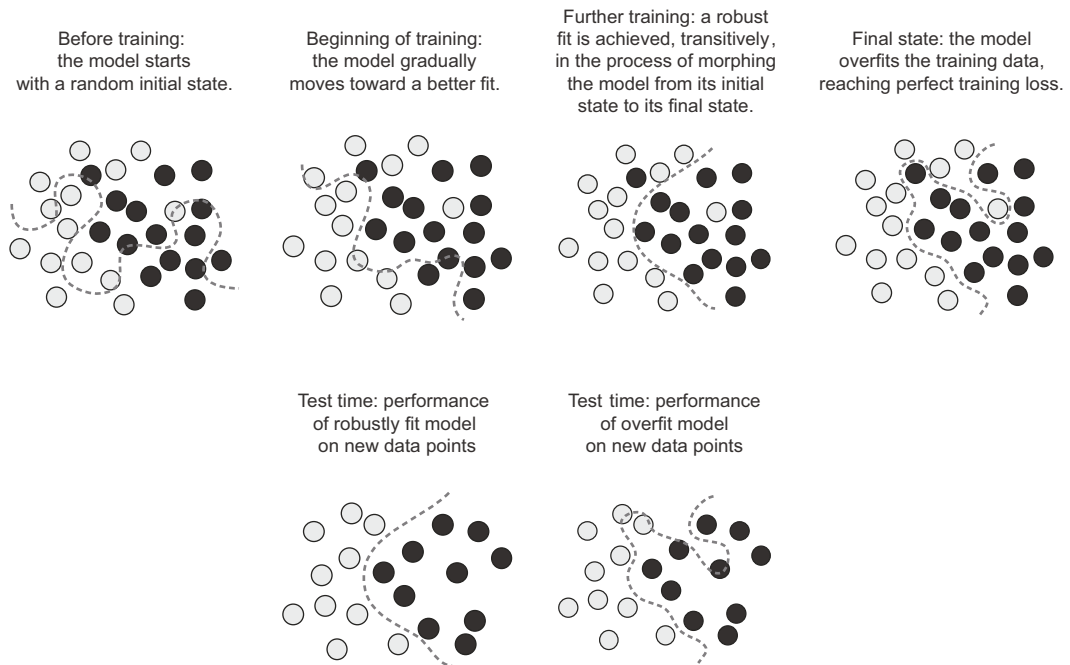 Before training:
the model starts
with a random initial state.
Beginning of training:
the model gradually
moves toward a better fit.
Further training: a robust
fit is achieved, transitively,
in the process of morphing
the model from its initial
state to its final state.
Final state: the model
overfits the training data,
reaching perfect training loss.
Test time: performance
of robustly fit model
on new data points
Test time: performance
of overfit model
on new data points